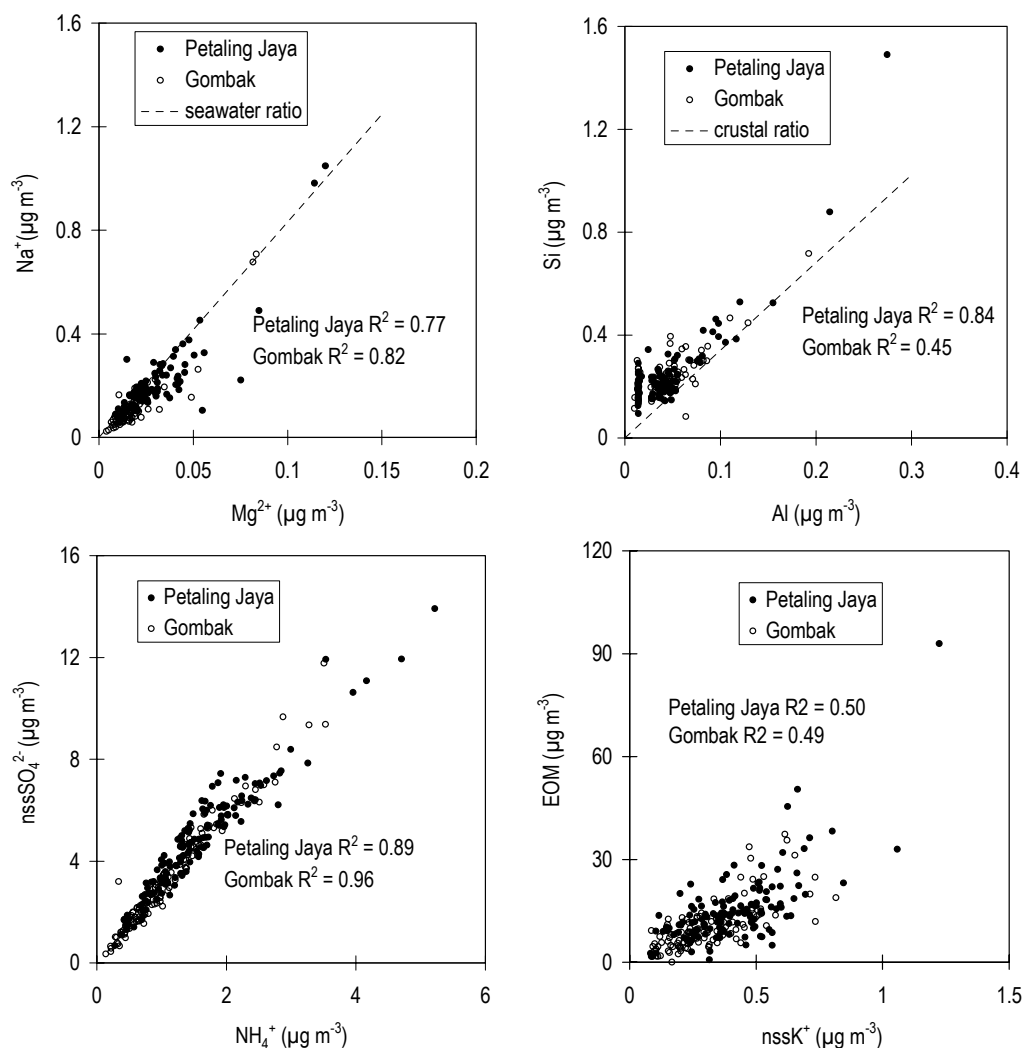 1.6
Petaling Jaya
Gombak
seawater ratio
1.2
Na⁺ (µg m⁻³)
0.8
Petaling Jaya R² = 0.77
Gombak R² = 0.82
0.4
0
0 0.05 0.1 0.15 0.2
Mg²⁺ (µg m⁻³)
1.6
Petaling Jaya
Gombak
crustal ratio
1.2
Si (µg m⁻³)
0.8
Petaling Jaya R² = 0.84
Gombak R² = 0.45
0.4
0
0 0.1 0.2 0.3 0.4
Al (µg m⁻³)
16
Petaling Jaya
Gombak
12
nssSO₄²⁻ (µg m⁻³)
8
Petaling Jaya R² = 0.89
Gombak R² = 0.96
4
0
0 2 4 6
NH₄⁺ (µg m⁻³)
120
Petaling Jaya
Gombak
90
Petaling Jaya R2 = 0.50
Gombak R2 = 0.49
EOM (µg m⁻³)
60
30
0
0 0.5 1 1.5
nssK⁺ (µg m⁻³)